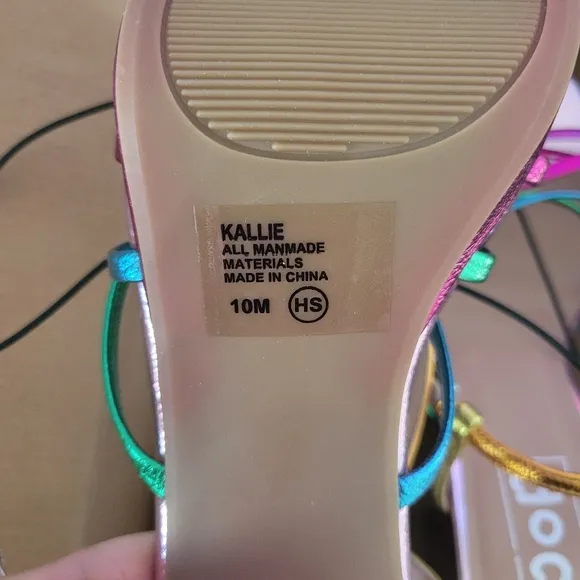 KALLIE
ALL MANMADE
MATERIALS
MADE IN CHINA
10M HS